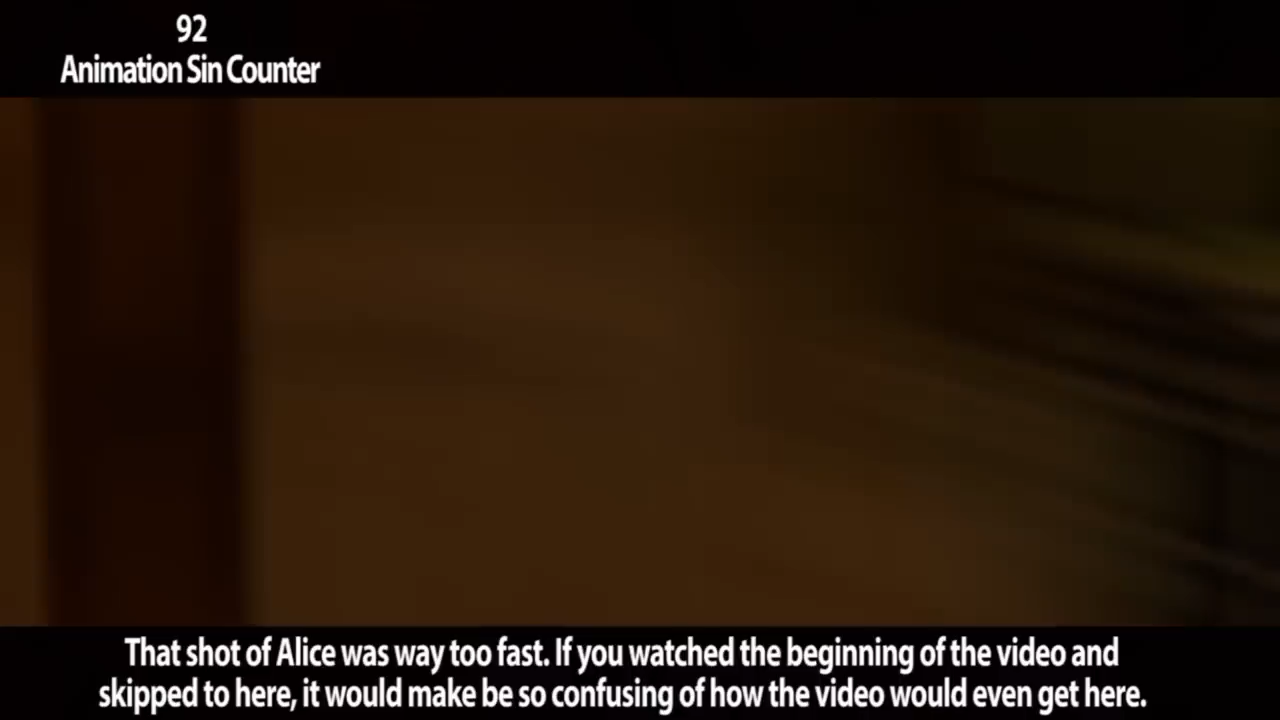 92
Animation Sin Counter
That shot of Alice was way too fast. If you watched the beginning of the video and
skipped to here, it would make be so confusing of how the video would even get here.